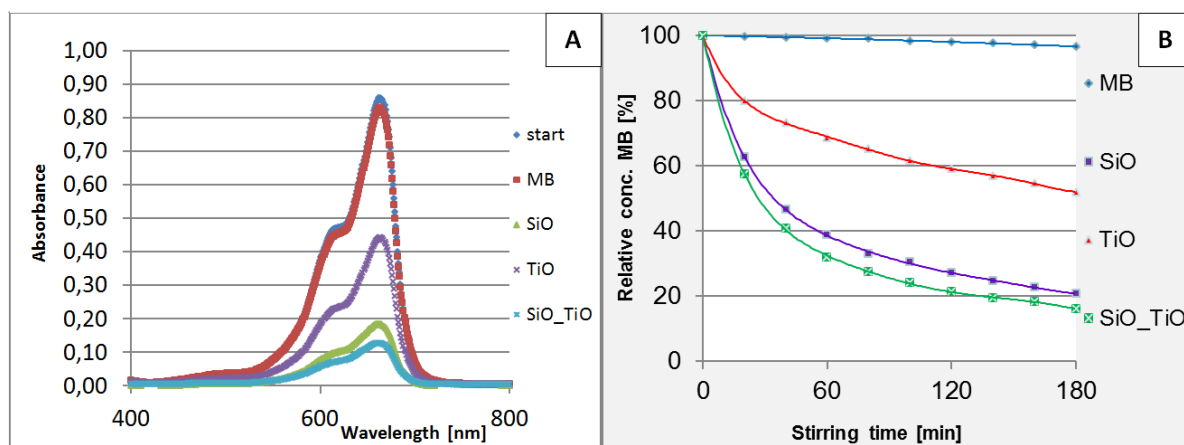 A
1,00
0,90
0,80
0,70
0,60
0,50
0,40
0,30
0,20
0,10
0,00
Absorbance
400
600
800
Wavelength [nm]
start
MB
SiO
TiO
SiO_TiO
B
100
80
60
40
20
0
Relative conc. MB [%]
0
60
120
180
Stirring time [min]
MB
SiO
TiO
SiO_TiO